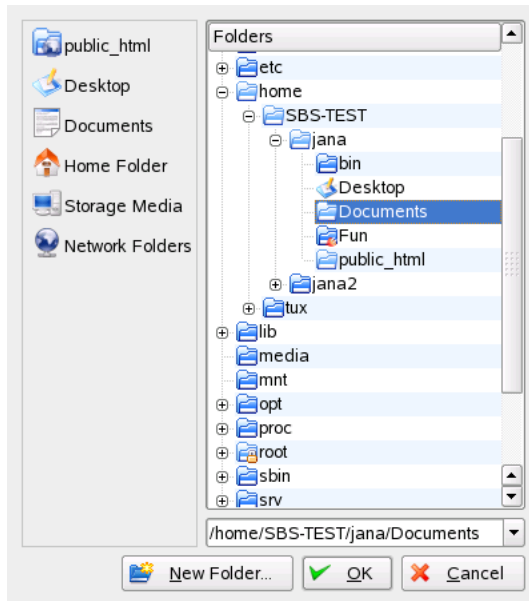 public_html
Desktop
Documents
Home Folder
Storage Media
Network Folders
Folders
etc
home
SBS-TEST
jana
bin
Desktop
Documents
Fun
public_html
jana2
tux
lib
media
mnt
opt
proc
root
sbin
srv
/home/SBS-TEST/jana/Documents
New Folder...
OK
Cancel